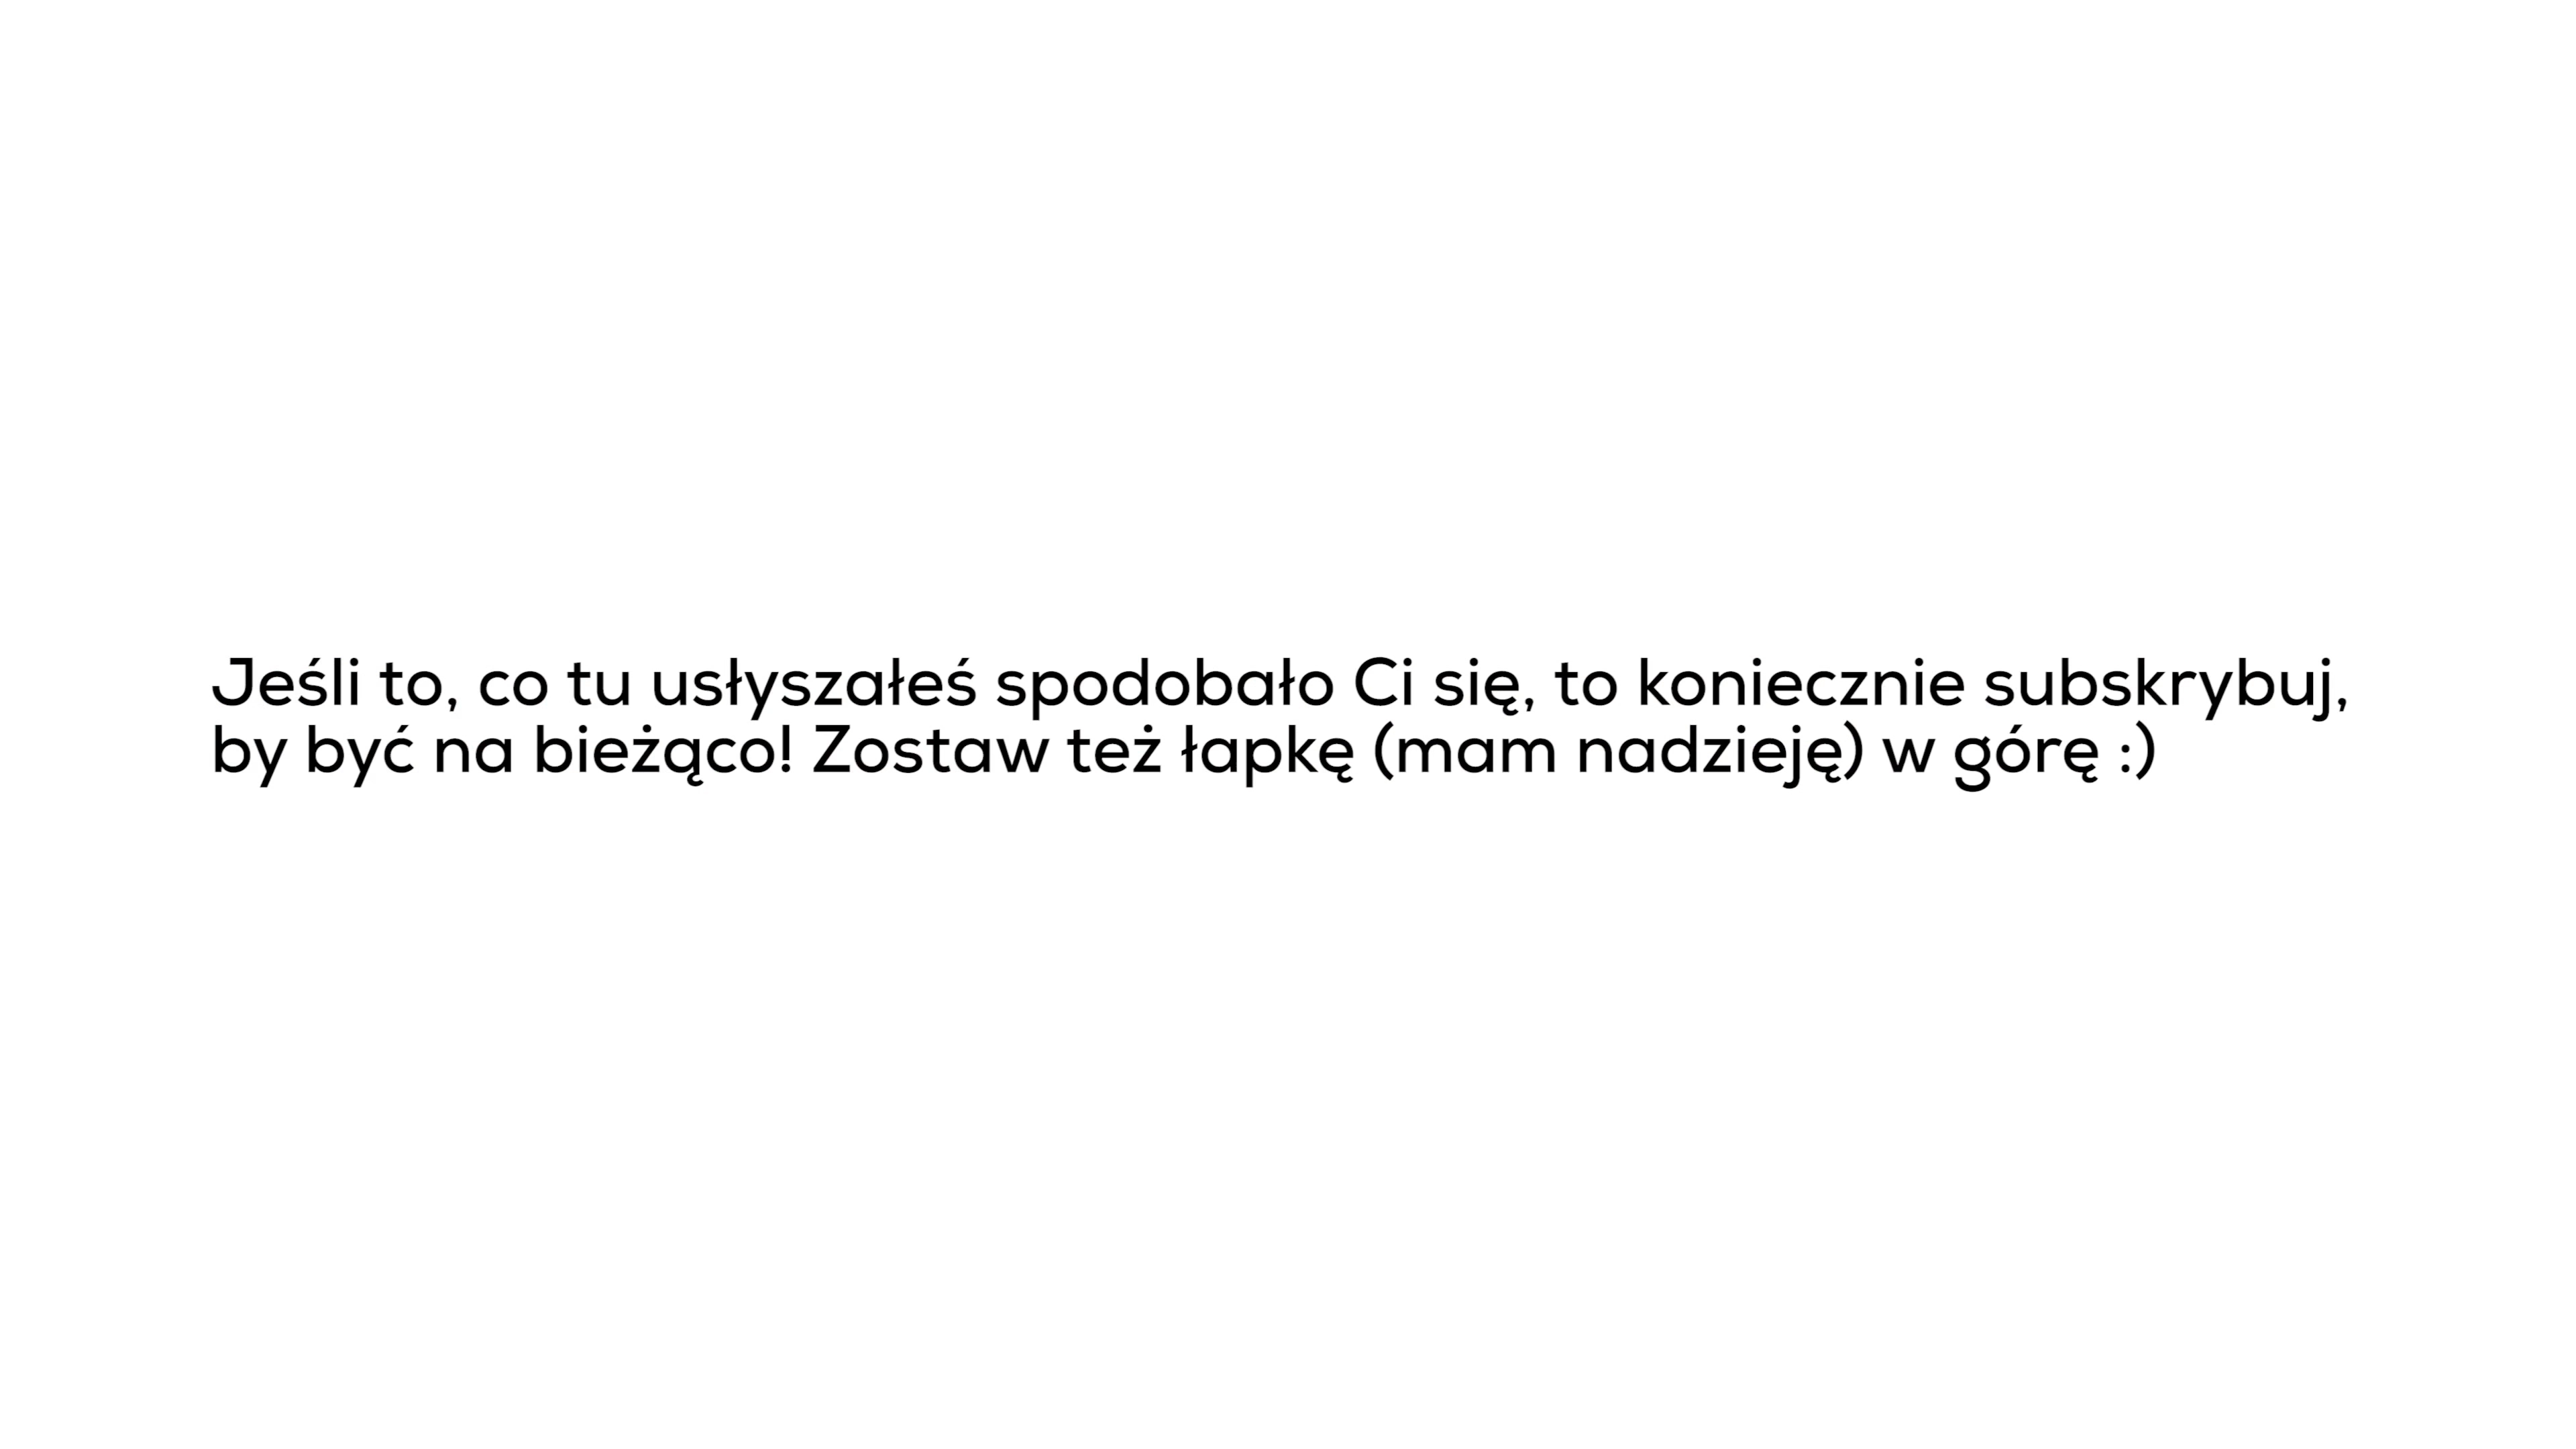 Jeśli to, co tu usłyszałeś spodobało Ci się, to koniecznie subskrybuj,
by być na bieżąco! Zostaw też łapkę (mam nadzieję) w górę :)